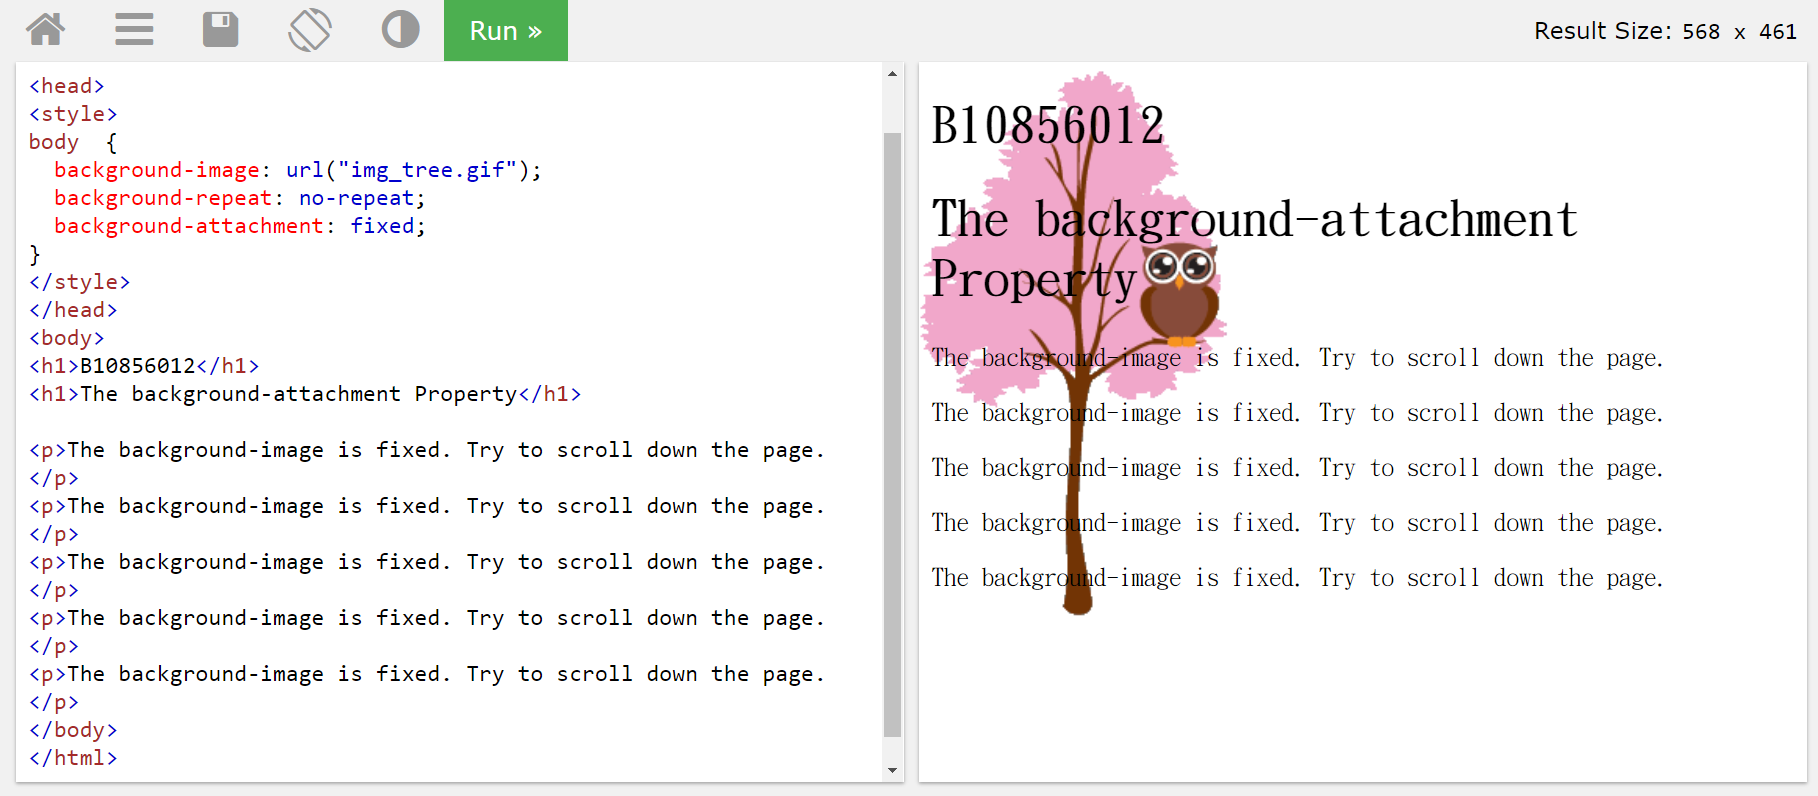 Run »
Result Size: 568 x 461
<head>
<style>
body  {
  background-image: url("img_tree.gif");
  background-repeat: no-repeat;
  background-attachment: fixed;
}
</style>
</head>
<body>
<h1>B10856012</h1>
<h1>The background-attachment Property</h1>
<p>The background-image is fixed. Try to scroll down the page.
</p>
<p>The background-image is fixed. Try to scroll down the page.
</p>
<p>The background-image is fixed. Try to scroll down the page.
</p>
<p>The background-image is fixed. Try to scroll down the page.
</p>
<p>The background-image is fixed. Try to scroll down the page.
</p>
</body>
</html>
B10856012
The background-attachment
Property
The background-image is fixed. Try to scroll down the page.
The background-image is fixed. Try to scroll down the page.
The background-image is fixed. Try to scroll down the page.
The background-image is fixed. Try to scroll down the page.
The background-image is fixed. Try to scroll down the page.